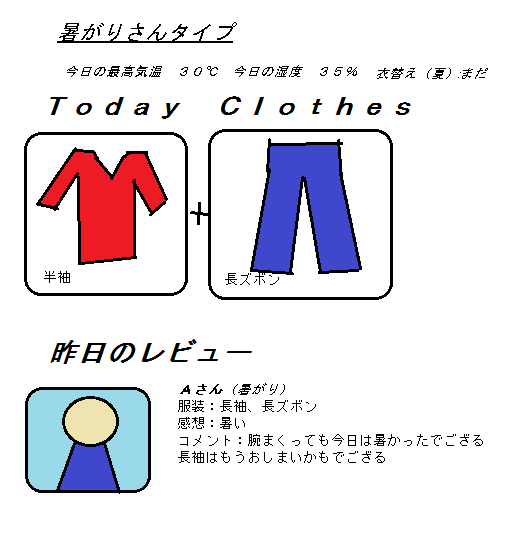 暑がりさんタイプ
今日の最高気温　３０℃　今日の湿度　３５％　衣替え（夏）:まだ
Ｔｏｄａｙ　Ｃｌｏｔｈｅｓ
半袖
+
長ズボン
昨日のレビュー
Ａさん（暑がり）
服装：長袖、長ズボン
感想：暑い
コメント：腕まくっても今日は暑かったでござる
長袖はもうおしまいかもでござる